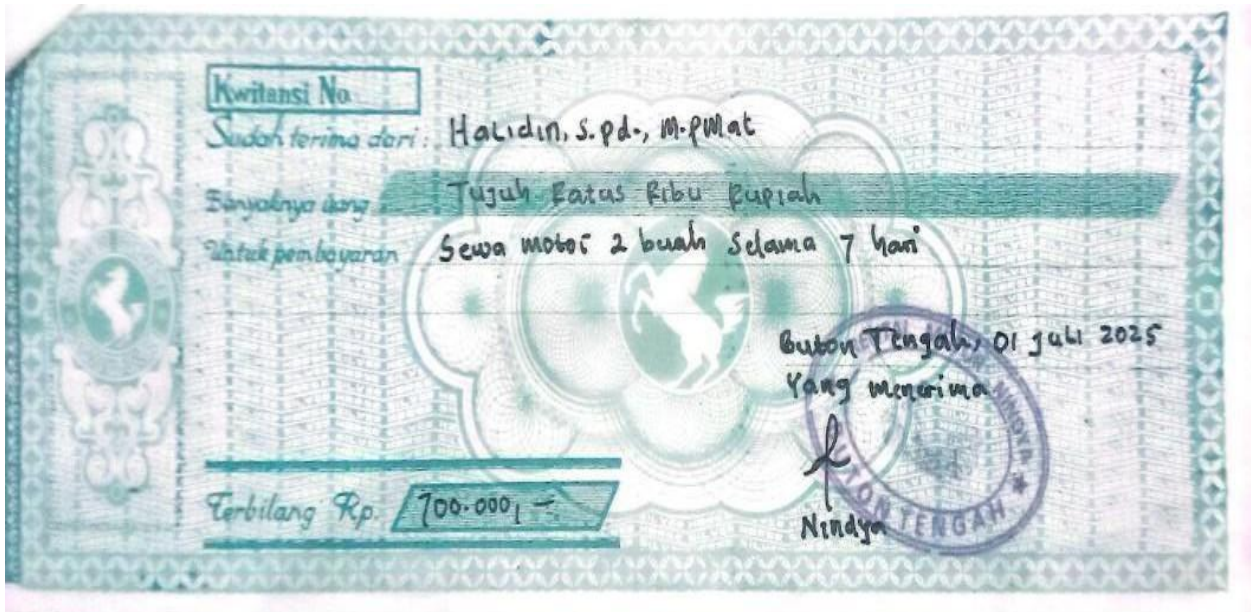 Kwitansi No
Sudah terima dari : Halidin, S.Pd., M.PMat
Banyaknya uang Tujuh Ratus Ribu Rupiah
Untuk pembayaran Sewa motor 2 buah selama 7 hari
Buton Tengah, 01 Juli 2025
Yang menerima
NINDYA
BUTON TENGAH
Nindya
Terbilang Rp. 700.000,-